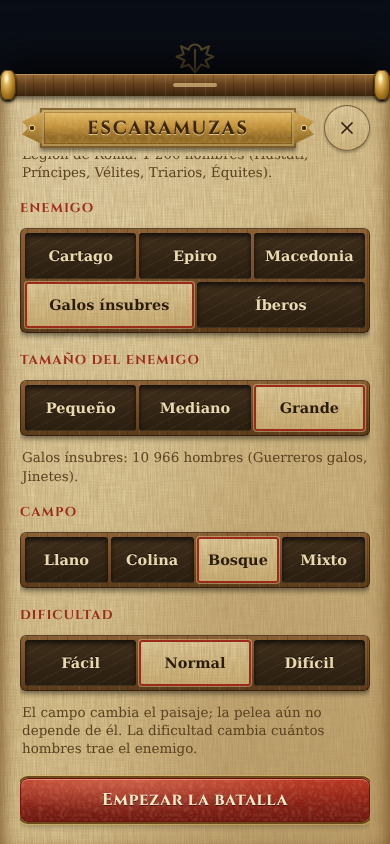 ESCARAMUZAS
Legión de Roma: 1 200 hombres (Hastati,
Príncipes, Vélites, Triarios, Équites).
ENEMIGO
Cartago
Epiro
Macedonia
Galos ínsubres
Íberos
TAMAÑO DEL ENEMIGO
Pequeño
Mediano
Grande
Galos ínsubres: 10 966 hombres (Guerreros galos,
Jinetes).
CAMPO
Llano
Colina
Bosque
Mixto
DIFICULTAD
Fácil
Normal
Difícil
El campo cambia el paisaje; la pelea aún no
depende de él. La dificultad cambia cuántos
hombres trae el enemigo.
EMPEZAR LA BATALLA